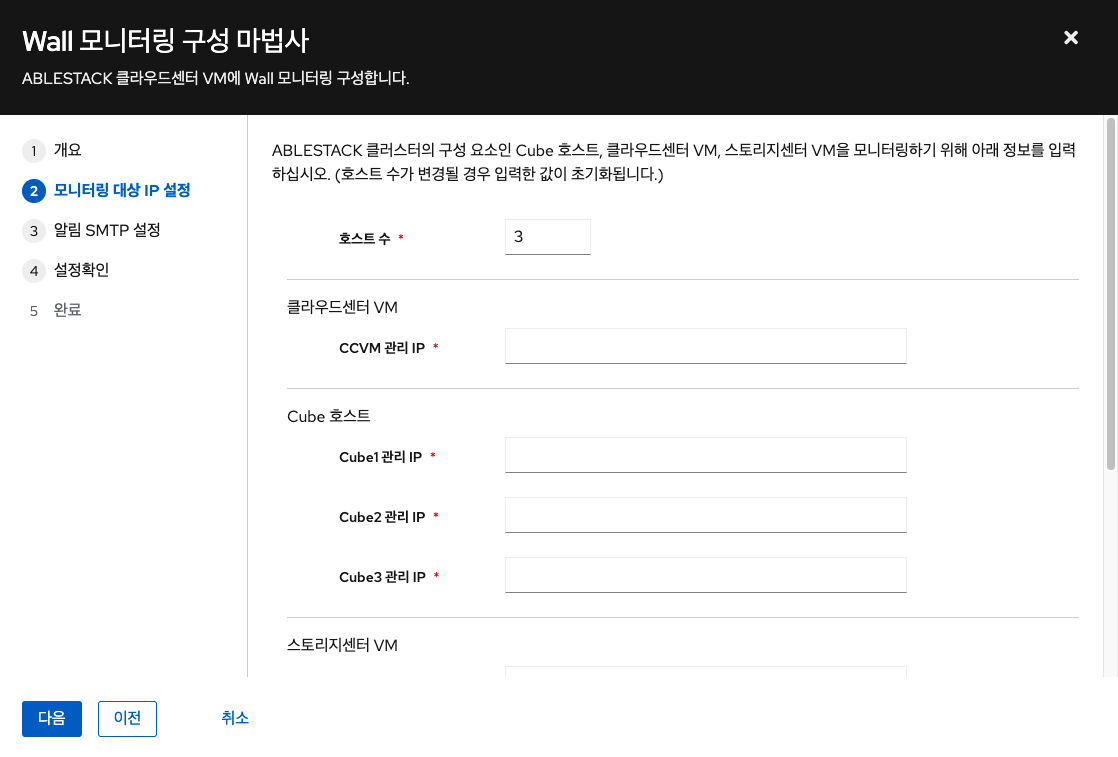 Wall 모니터링 구성 마법사
ABLESTACK 클라우드센터 VM에 Wall 모니터링 구성합니다.
1 개요
2 모니터링 대상 IP 설정
3 알림 SMTP 설정
4 설정확인
5 완료
ABLESTACK 클러스터의 구성 요소인 Cube 호스트, 클라우드센터 VM, 스토리지센터 VM을 모니터링하기 위해 아래 정보를 입력
하십시오. (호스트 수가 변경될 경우 입력한 값이 초기화됩니다.)
호스트 수 * 3
클라우드센터 VM
CCVM 관리 IP *
Cube 호스트
Cube1 관리 IP *
Cube2 관리 IP *
Cube3 관리 IP *
스토리지센터 VM
다음 이전 취소